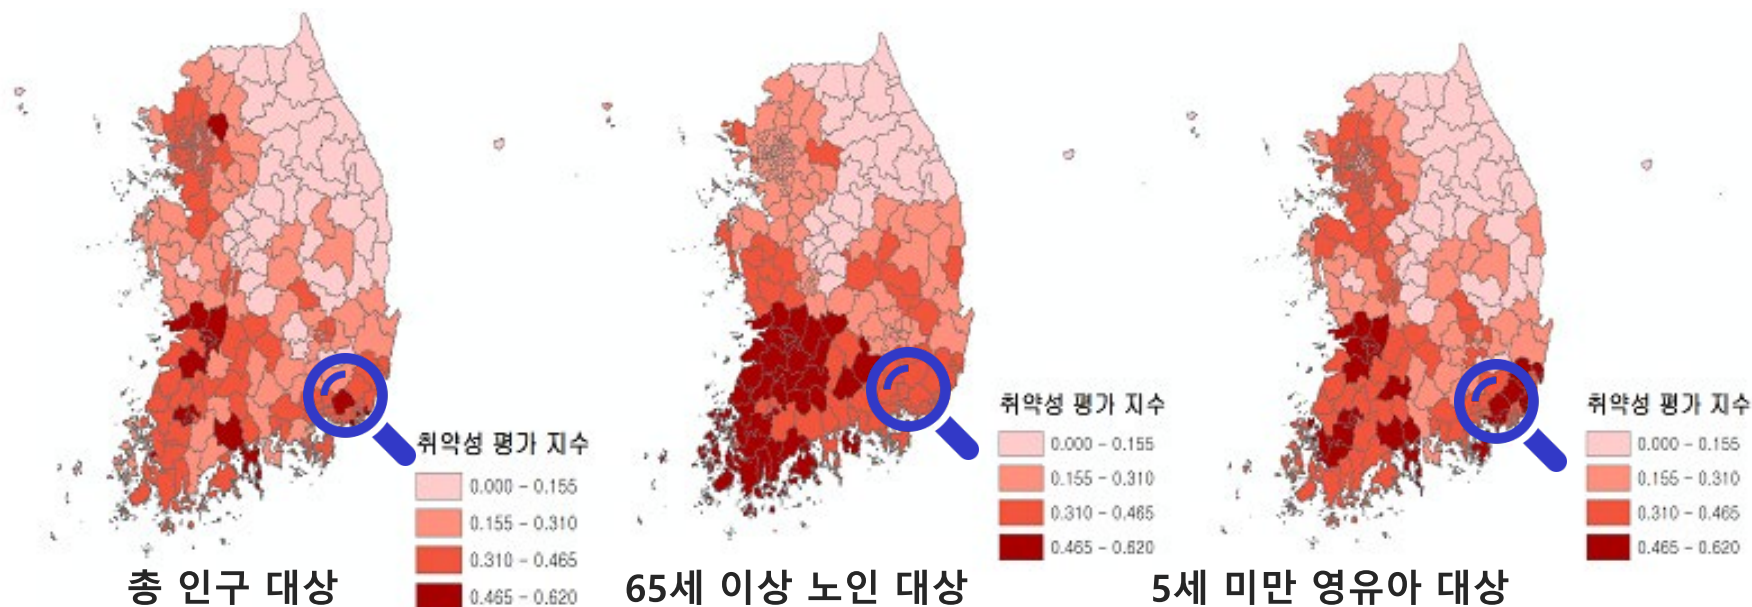 취약성 평가 지수
0.000 - 0.155
0.155 - 0.310
0.310 - 0.465
0.465 - 0.620
총 인구 대상
취약성 평가 지수
0.000 - 0.155
0.155 - 0.310
0.310 - 0.465
0.465 - 0.620
65세 이상 노인 대상
취약성 평가 지수
0.000 - 0.155
0.155 - 0.310
0.310 - 0.465
0.465 - 0.620
5세 미만 영유아 대상